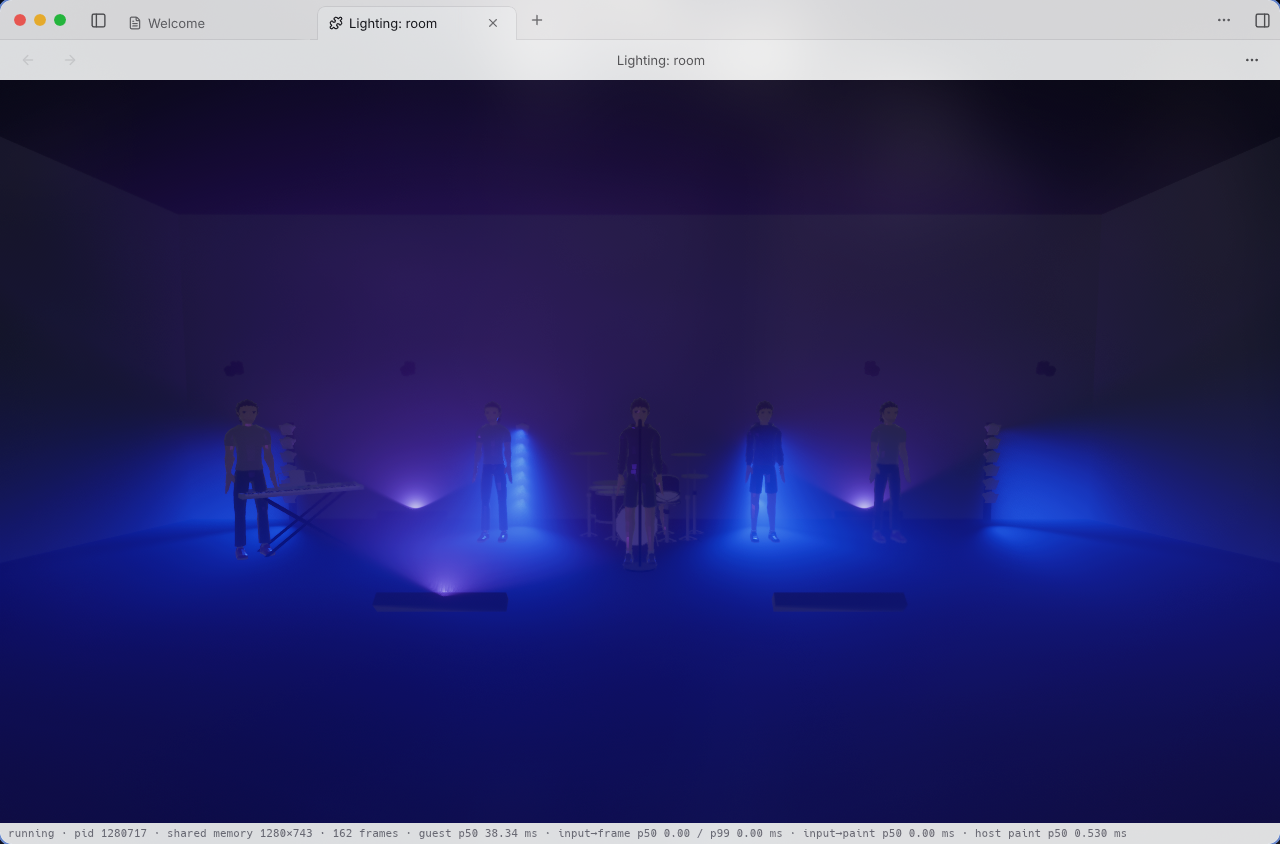 Welcome
Lighting: room
Lighting: room
running · pid 1280717 · shared memory 1280×743 · 162 frames · guest p50 38.34 ms · input→frame p50 0.00 / p99 0.00 ms · input→paint p50 0.00 ms · host paint p50 0.530 ms